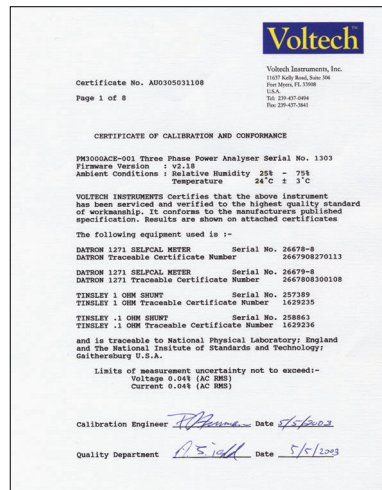 Voltech
Voltech Instruments, Inc.
11637 Kelly Road, Suite 306
Fort Myers, FL 33908
U.S.A.
Tel: 239-437-0494
Fax: 239-437-3841
Certificate No. AU0305031108
Page 1 of 8
CERTIFICATE OF CALIBRATION AND CONFORMANCE
PM3000ACE-001 Three Phase Power Analyser Serial No. 1303
Firmware Version : v2.18
Ambient Conditions : Relative Humidity 25% - 75%
Temperature 24°C ± 3°C
VOLTECH INSTRUMENTS Certifies that the above instrument
has been serviced and verified to the highest quality standard
of workmanship. It conforms to the manufacturers published
specification. Results are shown on attached certificates
The following equipment used is :-
DATRON 1271 SELFCAL METER Serial No. 26678-8
DATRON Traceable Certificate Number 2667908270113
DATRON 1271 SELFCAL METER Serial No. 26679-8
DATRON Traceable Certificate Number 2667808300108
TINSLEY 1 OHM SHUNT Serial No. 257389
TINSLEY 1 OHM Traceable Certificate Number 1629235
TINSLEY .1 OHM SHUNT Serial No. 258863
TINSLEY .1 OHM Traceable Certificate Number 1629236
and is traceable to National Physical Laboratory; England
and The National Insitute of Standards and Technology;
Gaithersburg U.S.A.
Limits of measurement uncertainty not to exceed:-
Voltage 0.04% (AC RMS)
Current 0.04% (AC RMS)
Calibration Engineer Date 5/5/2003
Quality Department Date 5/5/2003